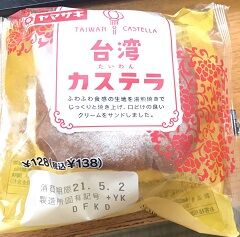 ヤマザキ
TAIWAN CASTELLA
台湾
たいわん
カステラ
ふわふわ食感の生地を湯煎焼きで
じっくりと焼き上げ、口どけの良い
クリームをサンドしました。
¥128(税込¥138)
消費期限 21.5.2
製造所固有記号 +YK
DFKD